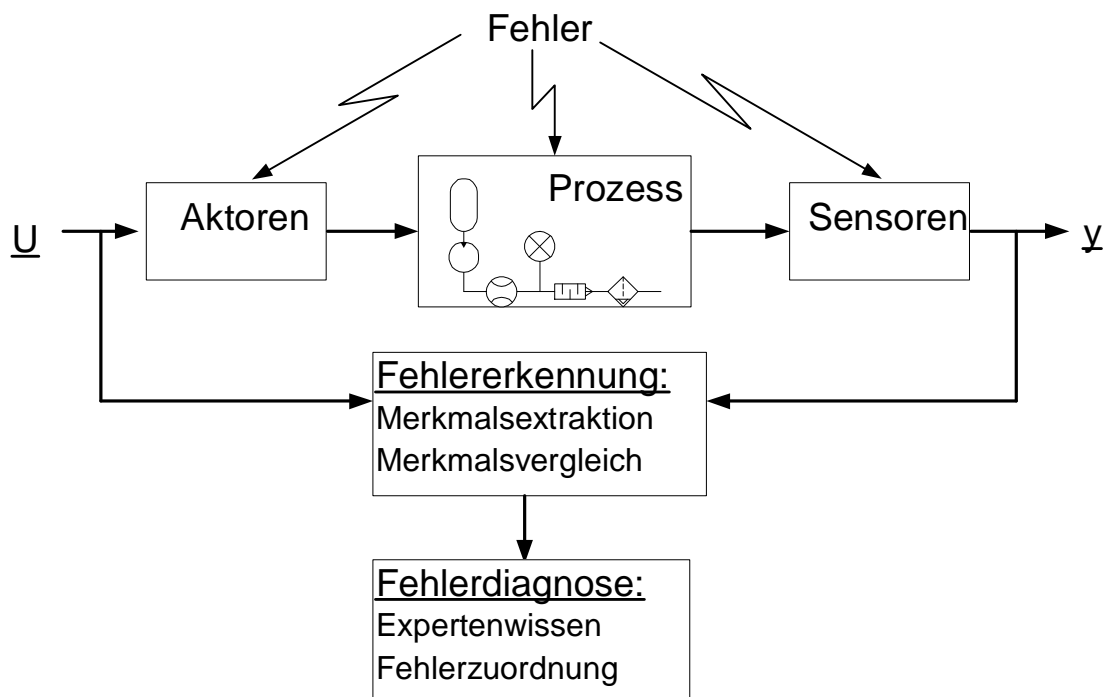 Fehler
Prozess
Aktoren
Sensoren
U
y
Fehlererkennung:
Merkmalsextraktion
Merkmalsvergleich
Fehlerdiagnose:
Expertenwissen
Fehlerzuordnung